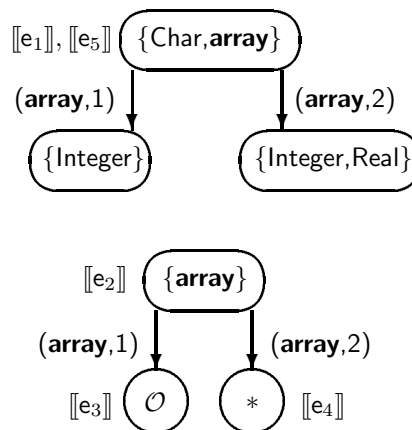 ⟦e₁⟧, ⟦e₅⟧ {Char,array}
(array,1) (array,2)
{Integer} {Integer,Real}
⟦e₂⟧ {array}
(array,1) (array,2)
⟦e₃⟧ 𝒪 * ⟦e₄⟧